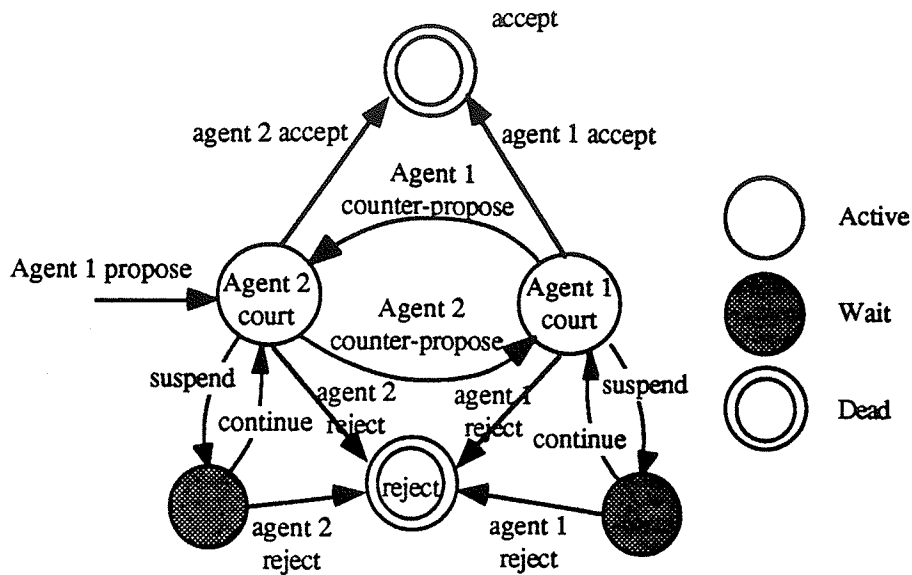 accept
agent 2 accept
agent 1 accept
Agent 1
counter-propose
Active
Agent 1 propose
Agent 2
court
Agent 1
court
Agent 2
counter-propose
Wait
suspend
continue
agent 2
reject
agent 1
reject
continue
suspend
Dead
reject
agent 2
reject
agent 1
reject